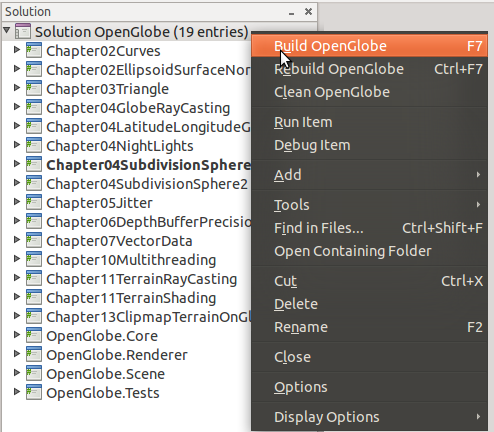 Solution
Solution OpenGlobe (19 entries)
Chapter02Curves
Chapter02EllipsoidSurfaceNor
Chapter03Triangle
Chapter04GlobeRayCasting
Chapter04LatitudeLongitudeG
Chapter04NightLights
Chapter04SubdivisionSphere
Chapter04SubdivisionSphere2
Chapter05Jitter
Chapter06DepthBufferPrecision
Chapter07VectorData
Chapter10Multithreading
Chapter11TerrainRayCasting
Chapter11TerrainShading
Chapter13ClipmapTerrainOnGl
OpenGlobe.Core
OpenGlobe.Renderer
OpenGlobe.Scene
OpenGlobe.Tests
Build OpenGlobe F7
Rebuild OpenGlobe Ctrl+F7
Clean OpenGlobe
Run Item
Debug Item
Add
Tools
Find in Files... Ctrl+Shift+F
Open Containing Folder
Cut Ctrl+X
Delete
Rename F2
Close
Options
Display Options